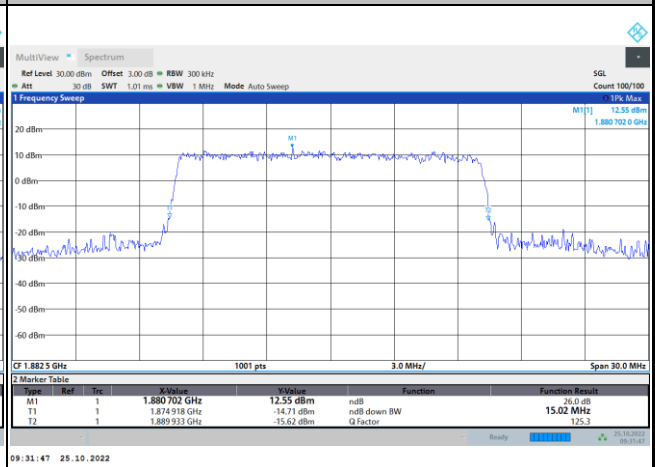 MultiView Spectrum
Ref Level 30.00 dBm Offset 3.00 dB RBW 300 kHz SGL
Att 30 dB SWT 1.01 ms VBW 1 MHz Mode Auto Sweep Count 100/100
1 Frequency Sweep 1Pk Max
M1[1] 12.55 dBm
1.880 702 0 GHz
M1
20 dBm
10 dBm
0 dBm
-10 dBm
-20 dBm
-30 dBm
-40 dBm
-50 dBm
-60 dBm
CF 1.882 5 GHz 1001 pts 3.0 MHz/ Span 30.0 MHz
2 Marker Table
Type Ref Trc X-Value Y-Value Function Function Result
M1 1 1.880 702 GHz 12.55 dBm ndB 26.0 dB
T1 1 1.874 918 GHz -14.71 dBm ndB down BW 15.02 MHz
T2 1 1.889 933 GHz -15.62 dBm Q Factor 125.3
Ready 25.10.2022
09:31:47
09:31:47 25.10.2022